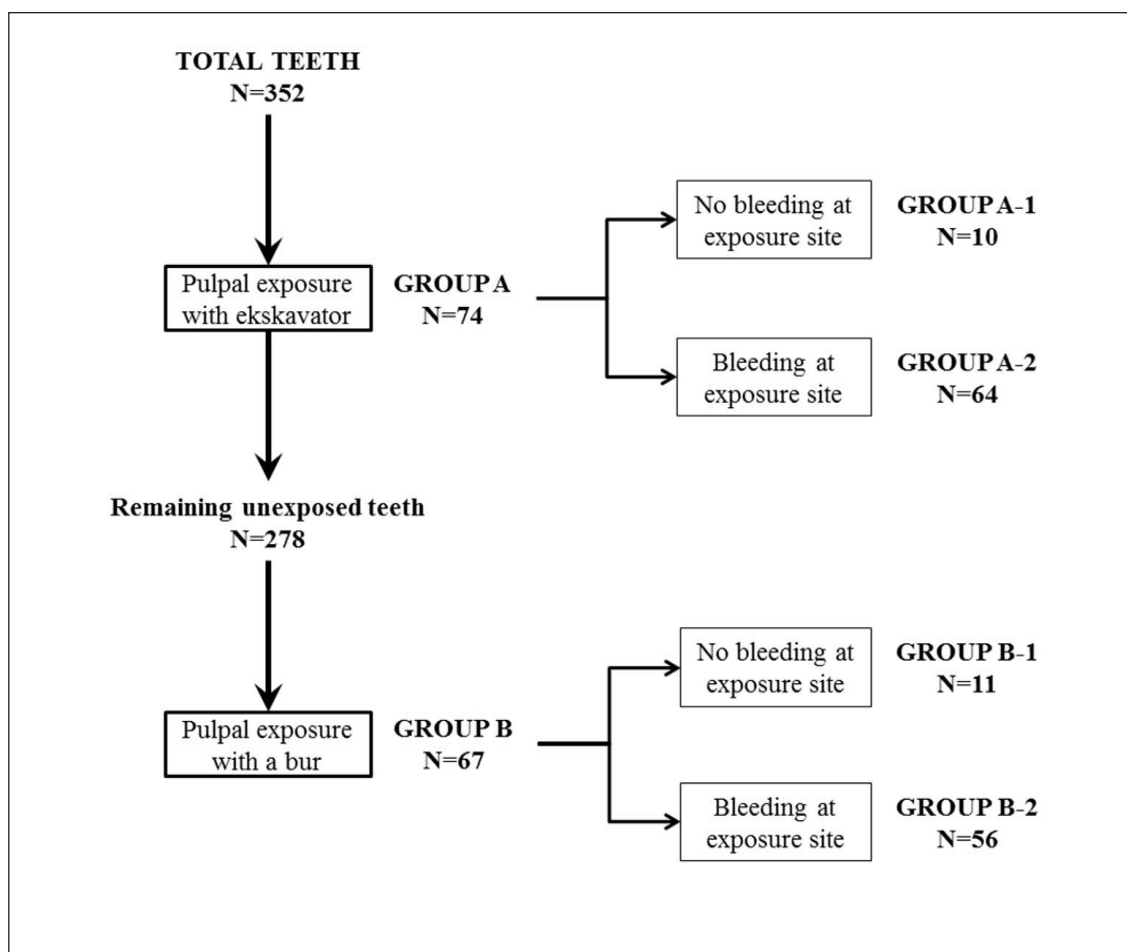 TOTAL TEETH
N=352
Pulpal exposure
with ekskavator
GROUP A
N=74
No bleeding at
exposure site
GROUP A-1
N=10
Bleeding at
exposure site
GROUP A-2
N=64
Remaining unexposed teeth
N=278
Pulpal exposure
with a bur
GROUP B
N=67
No bleeding at
exposure site
GROUP B-1
N=11
Bleeding at
exposure site
GROUP B-2
N=56